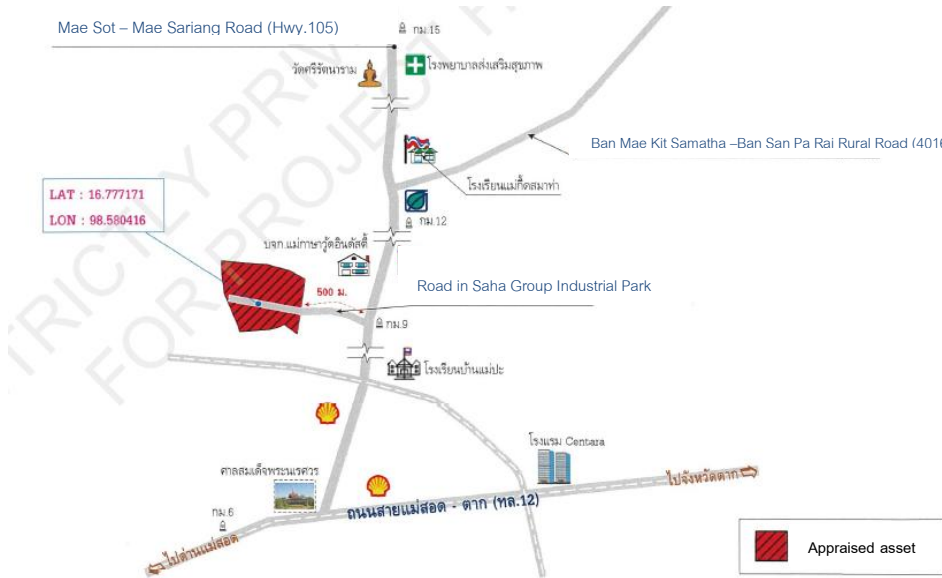 Mae Sot – Mae Sariang Road (Hwy.105)
กม.15
วัดศรีรัตนาราม
โรงพยาบาลส่งเสริมสุขภาพ
Ban Mae Kit Samatha –Ban San Pa Rai Rural Road (4016
โรงเรียนแม่กึ๊ดสมาท่า
LAT : 16.777171
LON : 98.580416
กม.12
บจก.แม่กาษาวู้ดอินดัสตี้
500 ม.
Road in Saha Group Industrial Park
กม.9
โรงเรียนบ้านแม่ปะ
โรงแรม Centara
ศาลสมเด็จพระนเรศวร
ไปจังหวัดตาก
ถนนสายแม่สอด - ตาก (ทล.12)
กม.6
ไปด่านแม่สอด
Appraised asset
STRICTLY PRI
FOR PROJECT